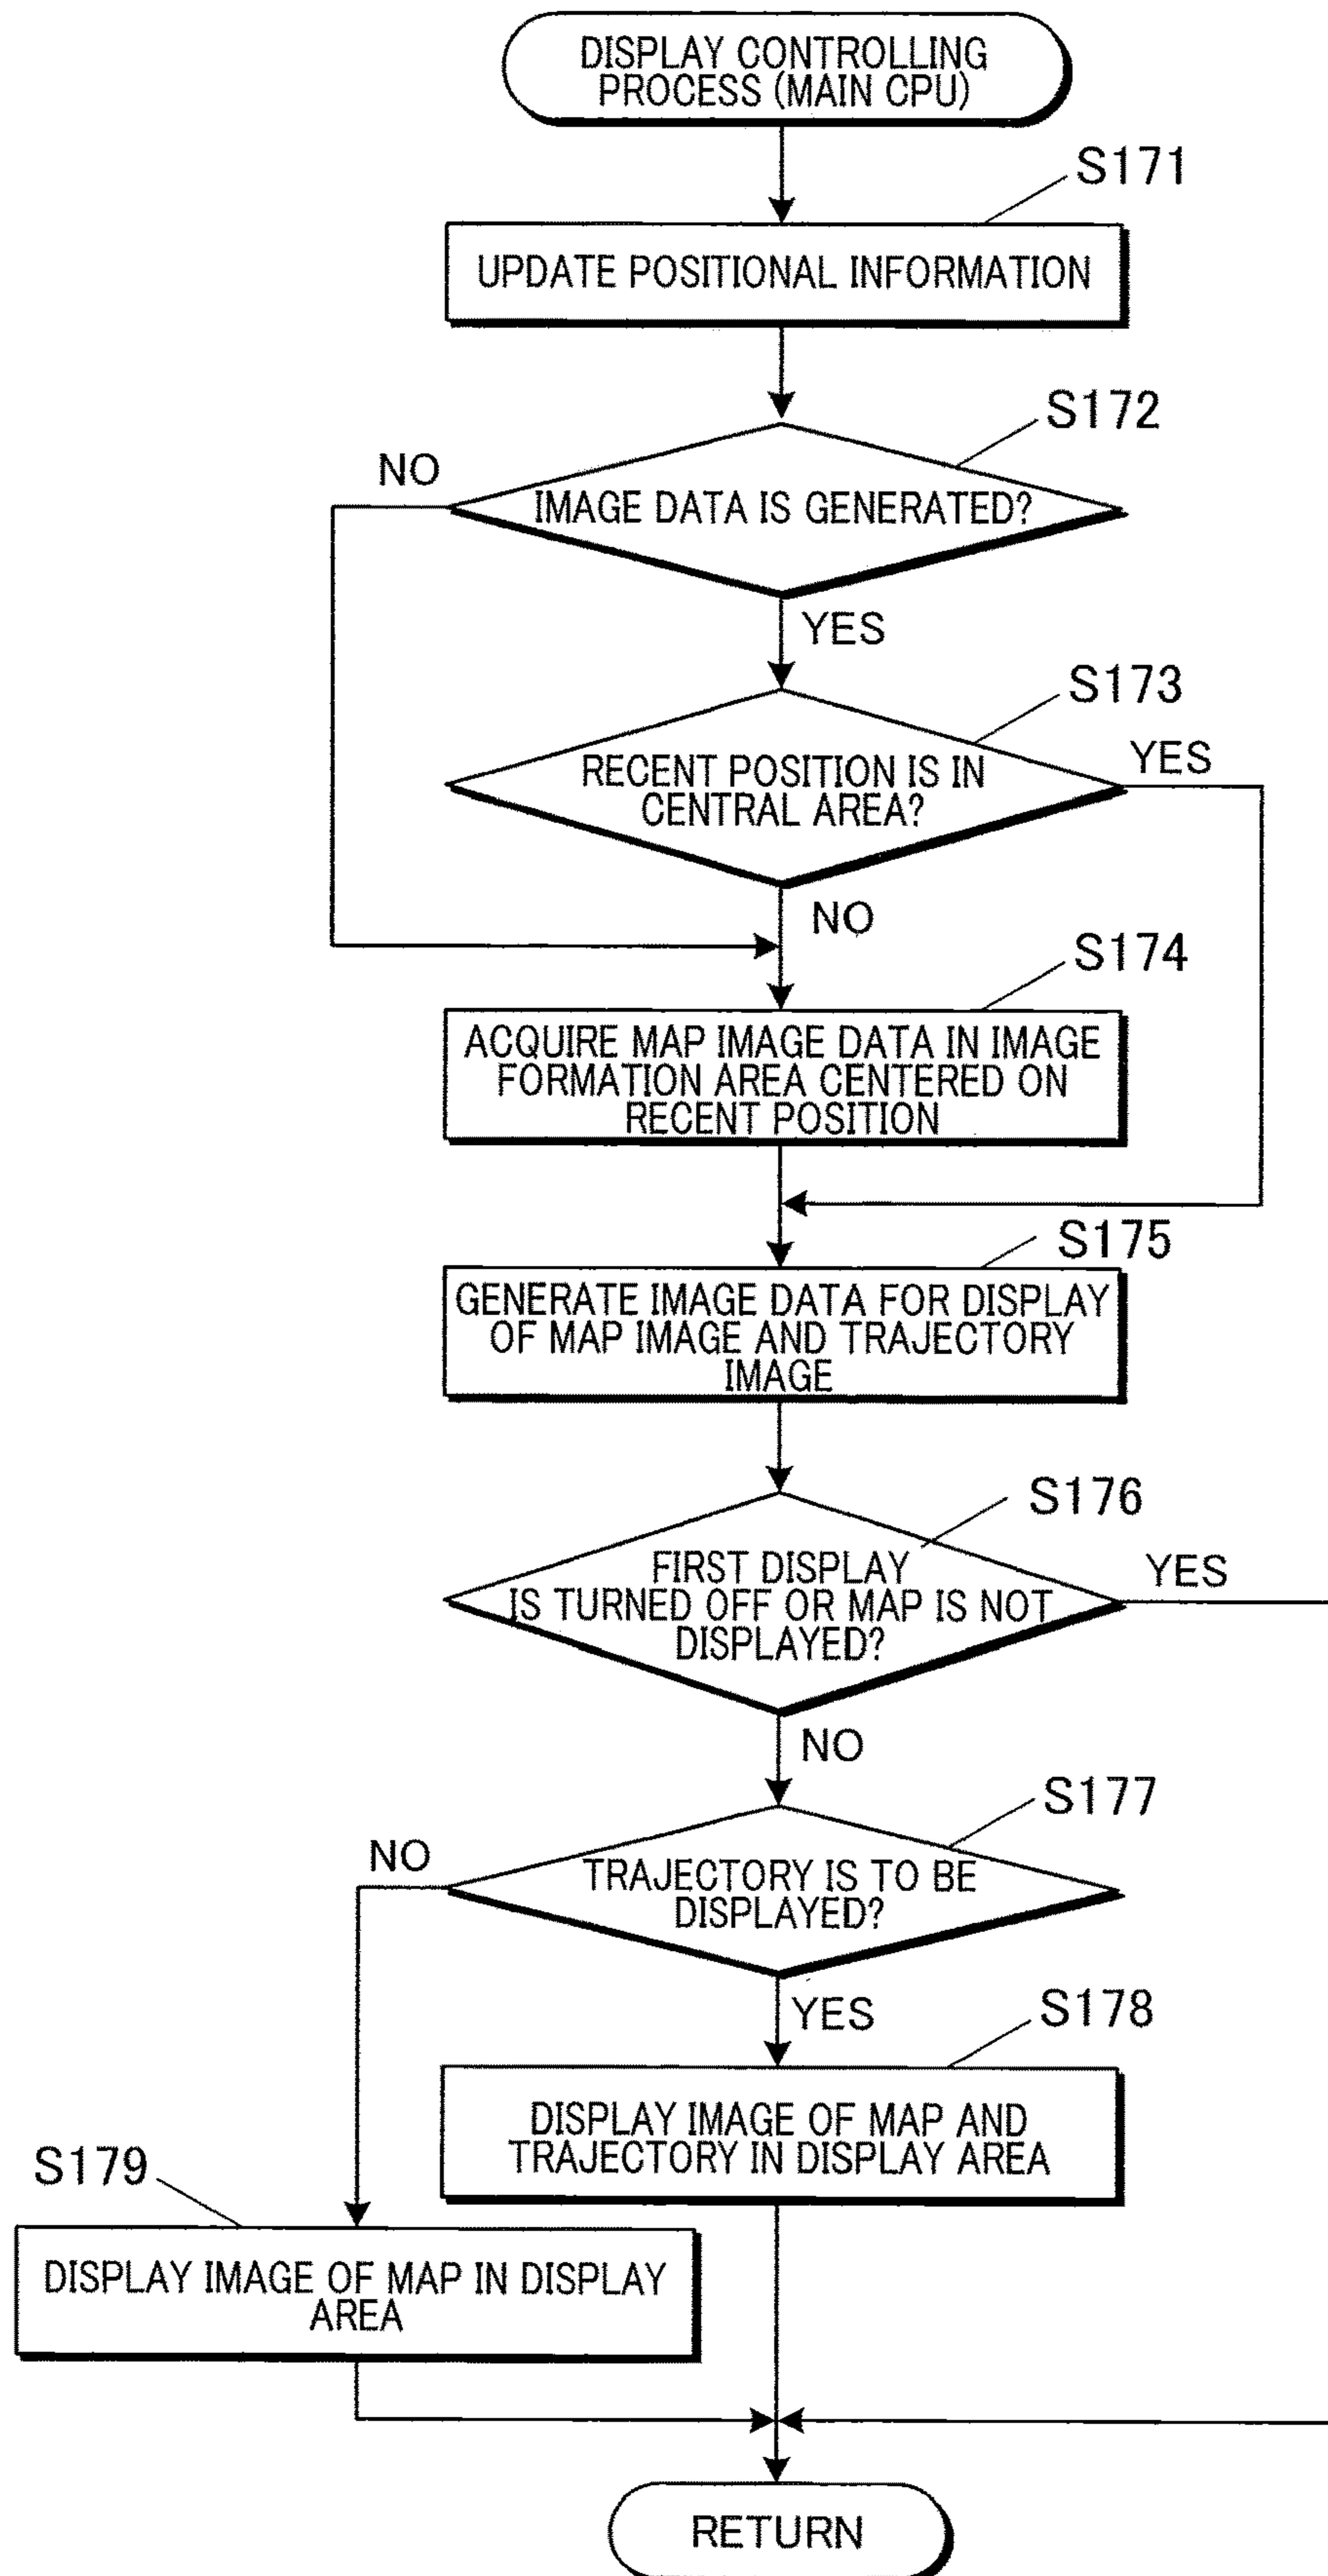 DISPLAY CONTROLLING
PROCESS (MAIN CPU)
S171
UPDATE POSITIONAL INFORMATION
S172
NO
IMAGE DATA IS GENERATED?
YES
S173
YES
RECENT POSITION IS IN
CENTRAL AREA?
NO
S174
ACQUIRE MAP IMAGE DATA IN IMAGE
FORMATION AREA CENTERED ON
RECENT POSITION
S175
GENERATE IMAGE DATA FOR DISPLAY
OF MAP IMAGE AND TRAJECTORY
IMAGE
S176
FIRST DISPLAY
YES
IS TURNED OFF OR MAP IS NOT
DISPLAYED?
NO
S177
NO
TRAJECTORY IS TO BE
DISPLAYED?
YES
S178
DISPLAY IMAGE OF MAP AND
TRAJECTORY IN DISPLAY AREA
S179
DISPLAY IMAGE OF MAP IN DISPLAY
AREA
RETURN